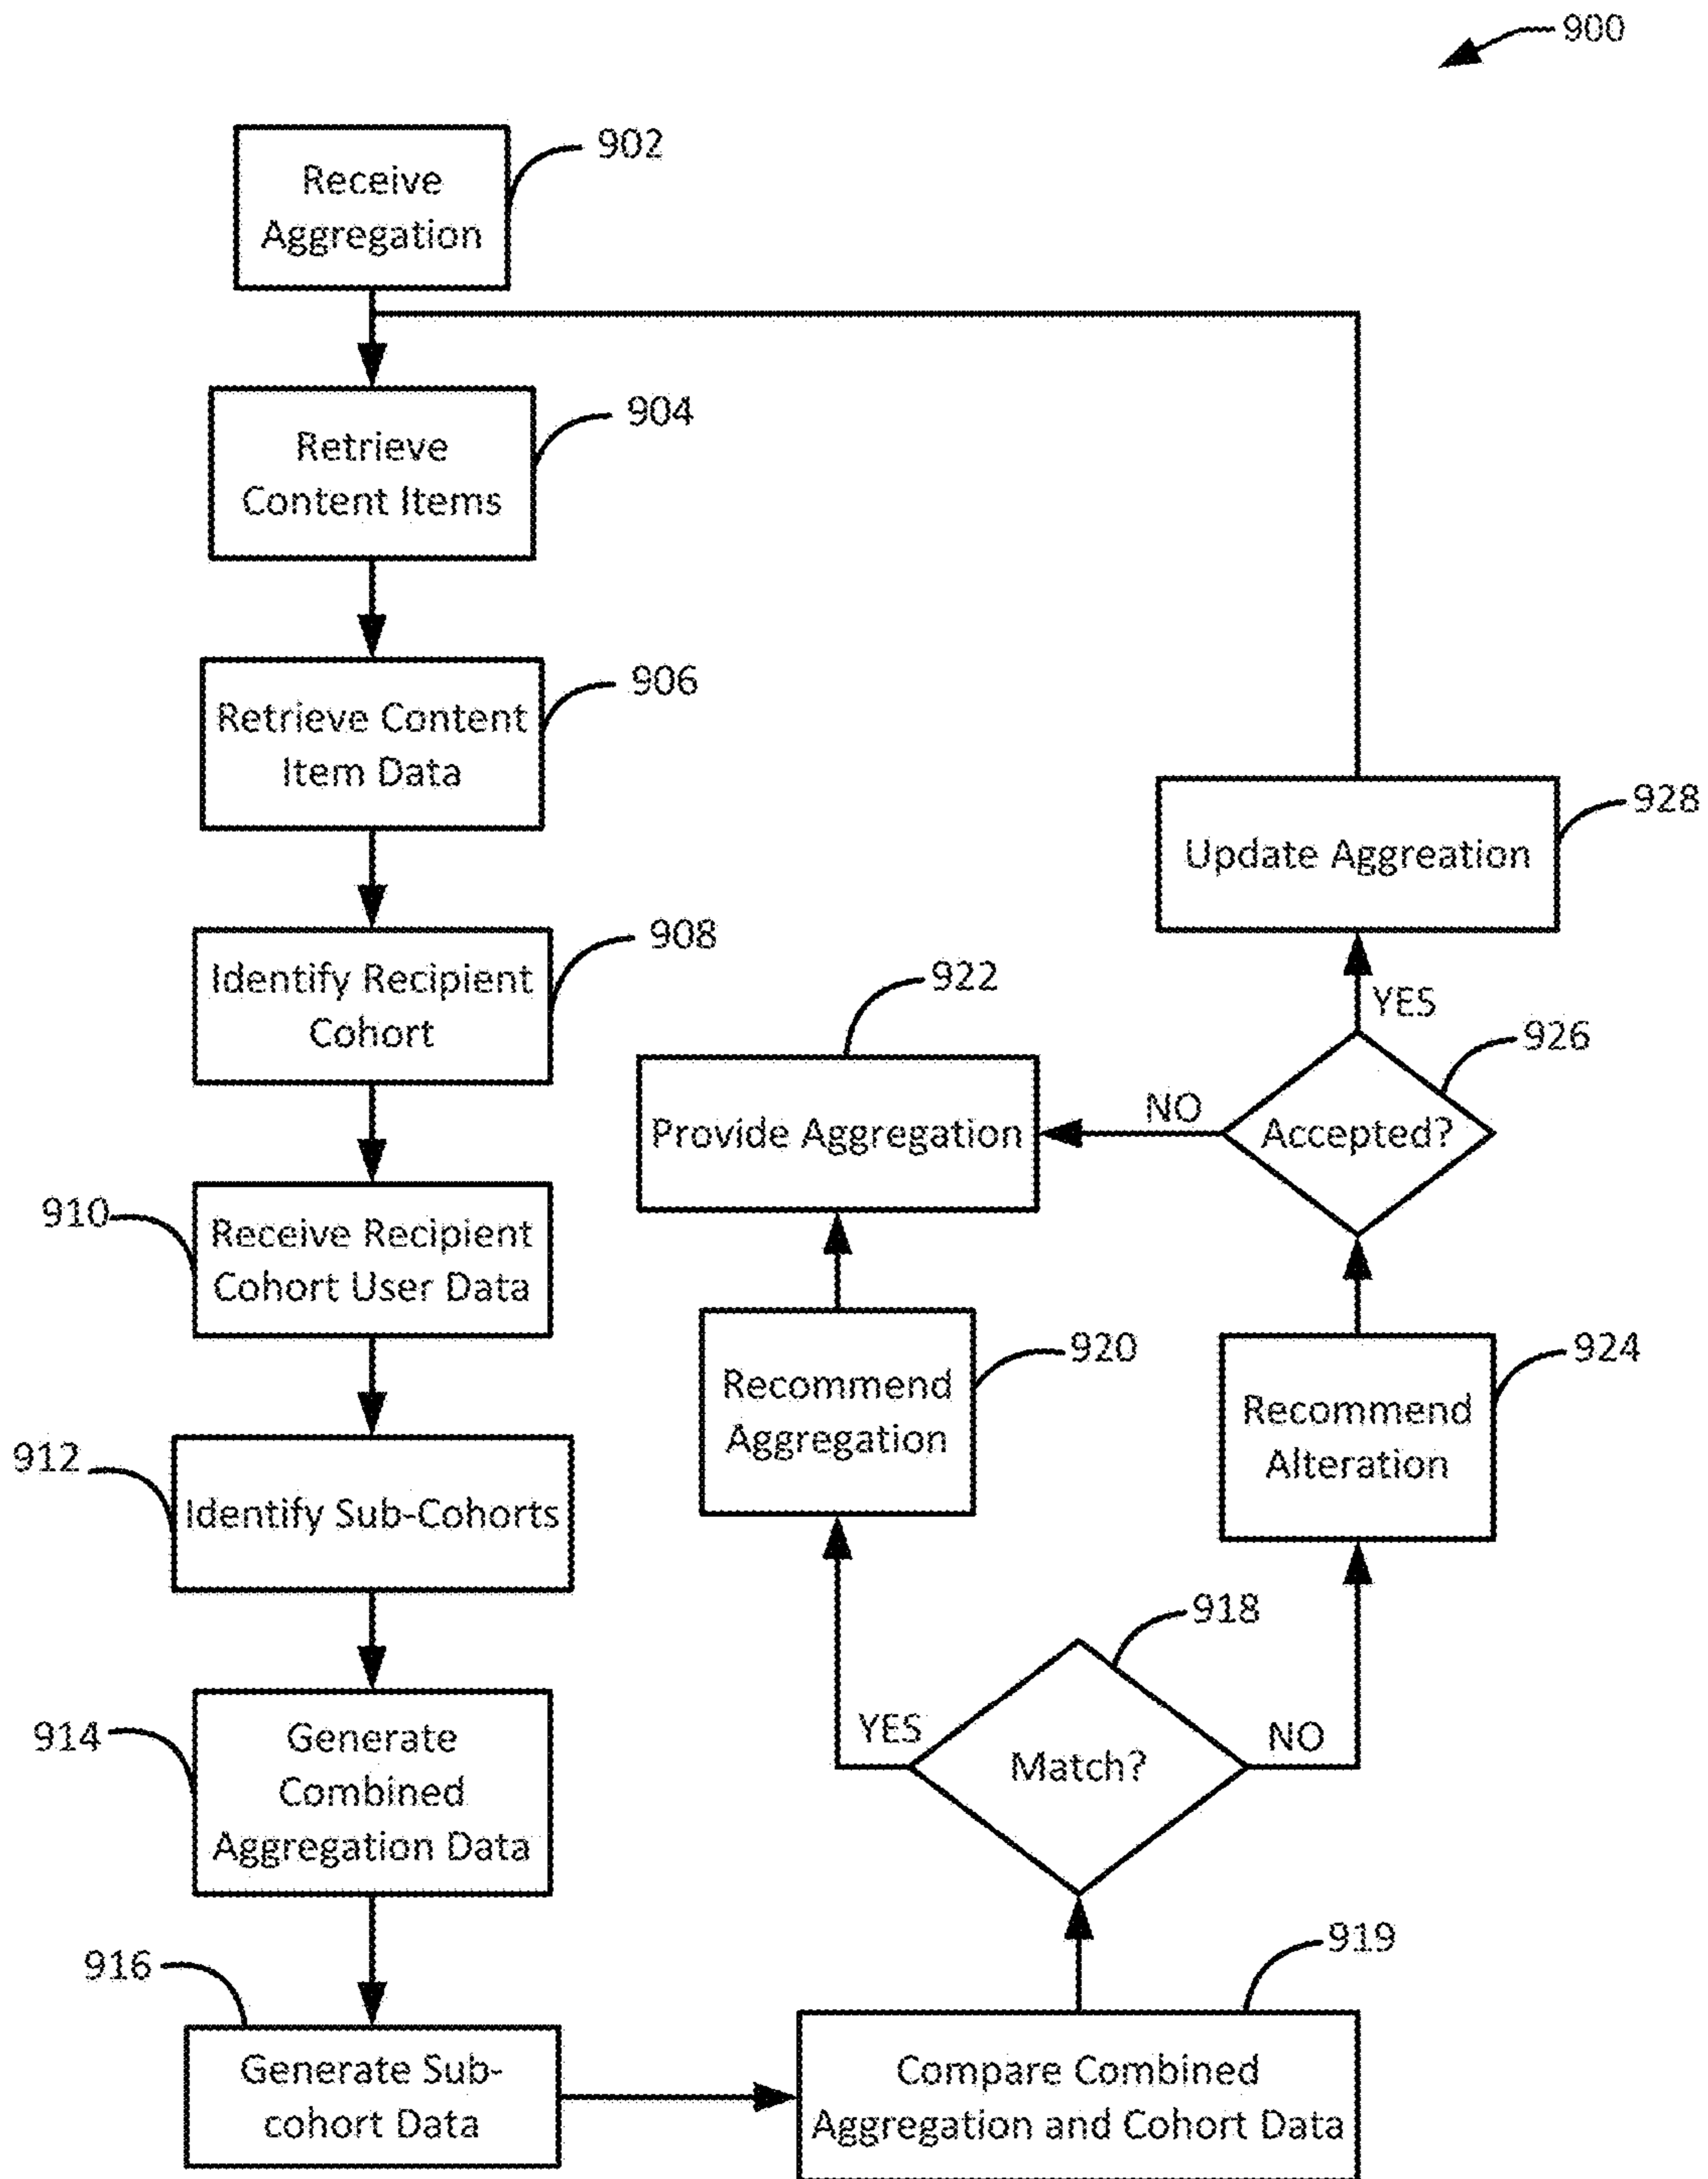 900
902
Receive
Aggregation
904
Retrieve
Content Items
906
Retrieve Content
Item Data
908
Identify Recipient
Cohort
910
Receive Recipient
Cohort User Data
912
Identify Sub-Cohorts
914
Generate
Combined
Aggregation Data
916
Generate Sub-
cohort Data
919
Compare Combined
Aggregation and Cohort Data
918
Match?
YES
NO
920
Recommend
Aggregation
922
Provide Aggregation
924
Recommend
Alteration
926
Accepted?
NO
YES
928
Update Aggreation